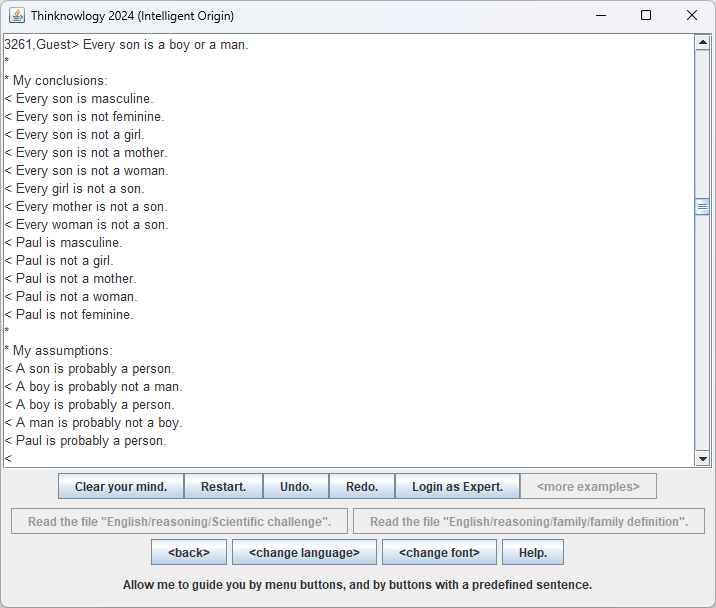 Thinknowlogy 2024 (Intelligent Origin)
3261,Guest> Every son is a boy or a man.
*
* My conclusions:
< Every son is masculine.
< Every son is not feminine.
< Every son is not a girl.
< Every son is not a mother.
< Every son is not a woman.
< Every girl is not a son.
< Every mother is not a son.
< Every woman is not a son.
< Paul is masculine.
< Paul is not a girl.
< Paul is not a mother.
< Paul is not a woman.
< Paul is not feminine.
*
* My assumptions:
< A son is probably a person.
< A boy is probably not a man.
< A boy is probably a person.
< A man is probably not a boy.
< Paul is probably a person.
<
Clear your mind. Restart. Undo. Redo. Login as Expert. <more examples>
Read the file "English/reasoning/Scientific challenge". Read the file "English/reasoning/family/family definition".
<back> <change language> <change font> Help.
Allow me to guide you by menu buttons, and by buttons with a predefined sentence.